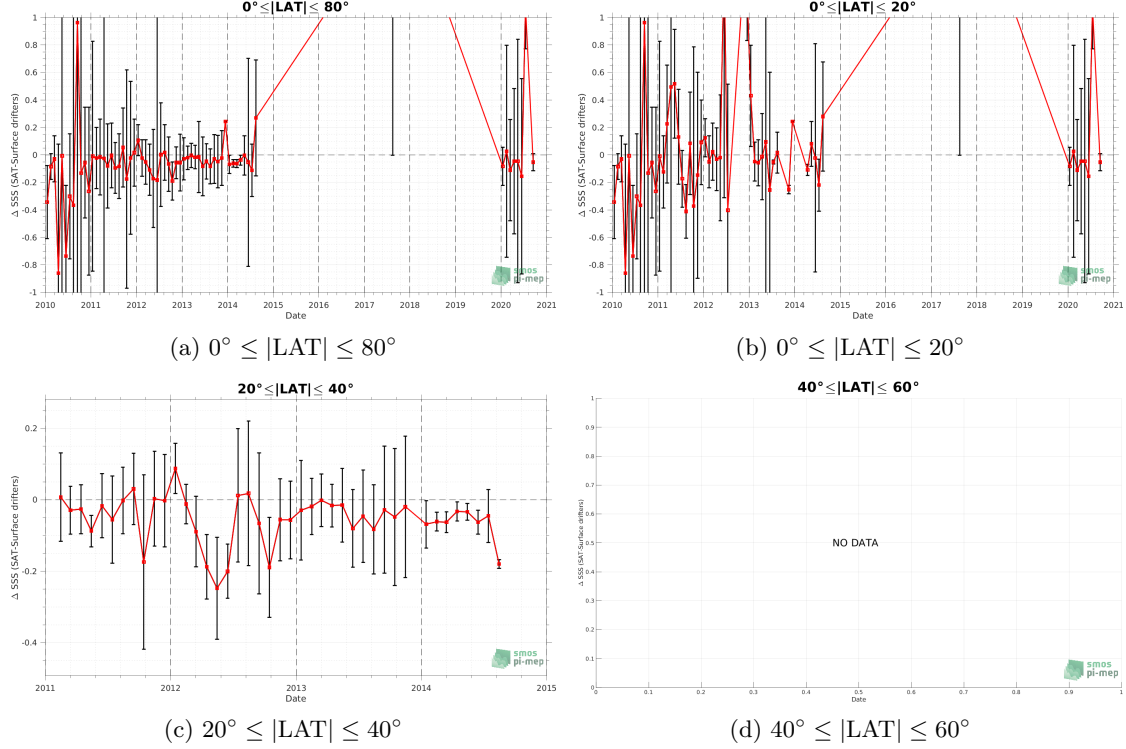 0°≤|LAT|≤ 80°
Δ SSS (SAT-Surface drifters)
1
0.8
0.6
0.4
0.2
0
-0.2
-0.4
-0.6
-0.8
-1
2010 2011 2012 2013 2014 2015 2016 2017 2018 2019 2020 2021
Date
smos
pi-mep
(a) 0° ≤ |LAT| ≤ 80°
0°≤|LAT|≤ 20°
Δ SSS (SAT-Surface drifters)
1
0.8
0.6
0.4
0.2
0
-0.2
-0.4
-0.6
-0.8
-1
2010 2011 2012 2013 2014 2015 2016 2017 2018 2019 2020 2021
Date
smos
pi-mep
(b) 0° ≤ |LAT| ≤ 20°
20°≤|LAT|≤ 40°
Δ SSS (SAT-Surface drifters)
0.2
0
-0.2
-0.4
2011 2012 2013 2014 2015
Date
smos
pi-mep
(c) 20° ≤ |LAT| ≤ 40°
40°≤|LAT|≤ 60°
Δ SSS (SAT-Surface drifters)
1
0.9
0.8
0.7
0.6
0.5
0.4
0.3
0.2
0.1
0
NO DATA
0 0.1 0.2 0.3 0.4 0.5 0.6 0.7 0.8 0.9 1
Date
smos
pi-mep
(d) 40° ≤ |LAT| ≤ 60°